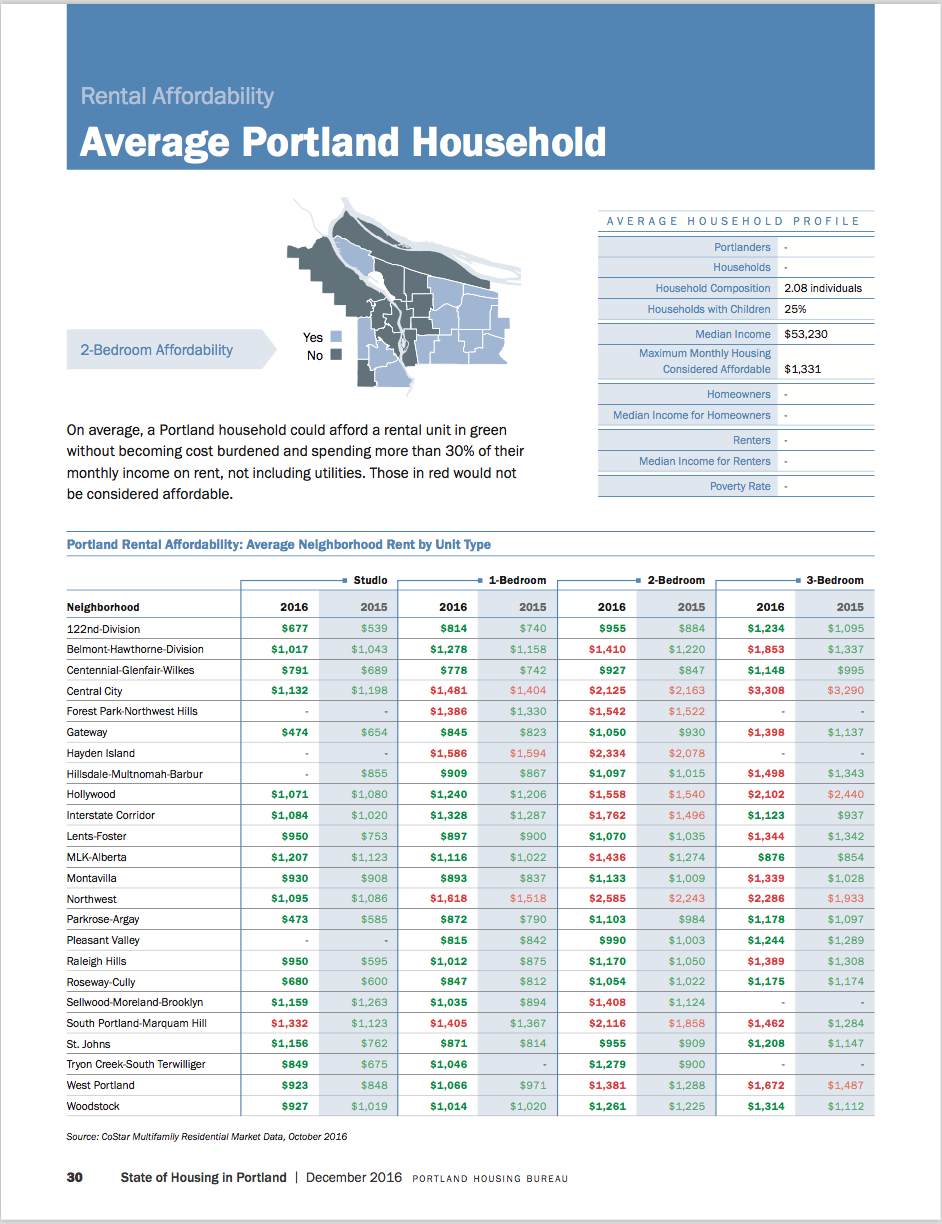 Rental Affordability
Average Portland Household
AVERAGE HOUSEHOLD PROFILE
Portlanders -
Households -
Household Composition 2.08 individuals
Households with Children 25%
Median Income $53,230
Maximum Monthly Housing
Considered Affordable $1,331
Homeowners -
Median Income for Homeowners -
Renters -
Median Income for Renters -
Poverty Rate -
2-Bedroom Affordability
Yes
No
On average, a Portland household could afford a rental unit in green
without becoming cost burdened and spending more than 30% of their
monthly income on rent, not including utilities. Those in red would not
be considered affordable.
Portland Rental Affordability: Average Neighborhood Rent by Unit Type
Studio 1-Bedroom 2-Bedroom 3-Bedroom
Neighborhood 2016 2015 2016 2015 2016 2015 2016 2015
122nd-Division $677 $539 $814 $740 $955 $884 $1,234 $1,095
Belmont-Hawthorne-Division $1,017 $1,043 $1,278 $1,158 $1,410 $1,220 $1,853 $1,337
Centennial-Glenfair-Wilkes $791 $689 $778 $742 $927 $847 $1,148 $995
Central City $1,132 $1,198 $1,481 $1,404 $2,125 $2,163 $3,308 $3,290
Forest Park-Northwest Hills - - $1,386 $1,330 $1,542 $1,522 - -
Gateway $474 $654 $845 $823 $1,050 $930 $1,398 $1,137
Hayden Island - - $1,586 $1,594 $2,334 $2,078 - -
Hillsdale-Multnomah-Barbur - $855 $909 $867 $1,097 $1,015 $1,498 $1,343
Hollywood $1,071 $1,080 $1,240 $1,206 $1,558 $1,540 $2,102 $2,440
Interstate Corridor $1,084 $1,020 $1,328 $1,287 $1,762 $1,496 $1,123 $937
Lents-Foster $950 $753 $897 $900 $1,070 $1,035 $1,344 $1,342
MLK-Alberta $1,207 $1,123 $1,116 $1,022 $1,436 $1,274 $876 $854
Montavilla $930 $908 $893 $837 $1,133 $1,009 $1,339 $1,028
Northwest $1,095 $1,086 $1,618 $1,518 $2,585 $2,243 $2,286 $1,933
Parkrose-Argay $473 $585 $872 $790 $1,103 $984 $1,178 $1,097
Pleasant Valley - - $815 $842 $990 $1,003 $1,244 $1,289
Raleigh Hills $950 $595 $1,012 $875 $1,170 $1,050 $1,389 $1,308
Roseway-Cully $680 $600 $847 $812 $1,054 $1,022 $1,175 $1,174
Sellwood-Moreland-Brooklyn $1,159 $1,263 $1,035 $894 $1,408 $1,124 - -
South Portland-Marquam Hill $1,332 $1,123 $1,405 $1,367 $2,116 $1,858 $1,462 $1,284
St. Johns $1,156 $762 $871 $814 $955 $909 $1,208 $1,147
Tryon Creek-South Terwilliger $849 $675 $1,046 - $1,279 $900 - -
West Portland $923 $848 $1,066 $971 $1,381 $1,288 $1,672 $1,487
Woodstock $927 $1,019 $1,014 $1,020 $1,261 $1,225 $1,314 $1,112
Source: CoStar Multifamily Residential Market Data, October 2016
30 State of Housing in Portland | December 2016 PORTLAND HOUSING BUREAU